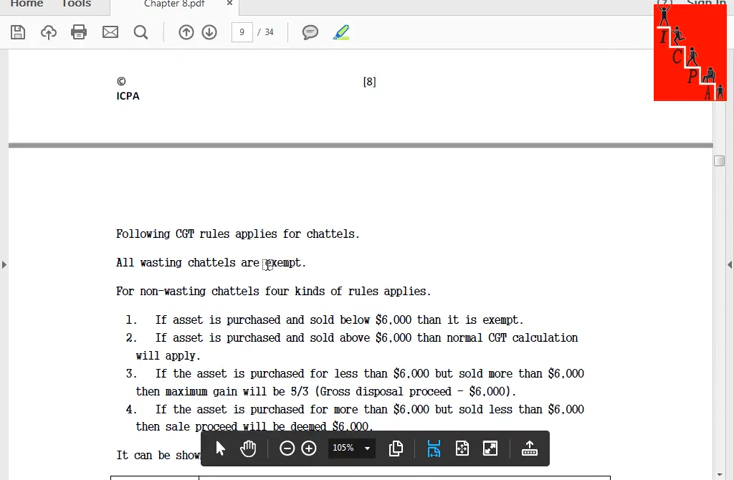 Home Tools Chapter 8.pdf × Sign In
9 / 34
©
[8]
ICPA
I
C
P
A
Following CGT rules applies for chattels.
All wasting chattels are exempt.
For non-wasting chattels four kinds of rules applies.
1. If asset is purchased and sold below $6,000 than it is exempt.
2. If asset is purchased and sold above $6,000 than normal CGT calculation
will apply.
3. If the asset is purchased for less than $6,000 but sold more than $6,000
then maximum gain will be 5/3 (Gross disposal proceed - $6,000).
4. If the asset is purchased for more than $6,000 but sold less than $6,000
then sale proceed will be deemed $6,000.
It can be show
105%